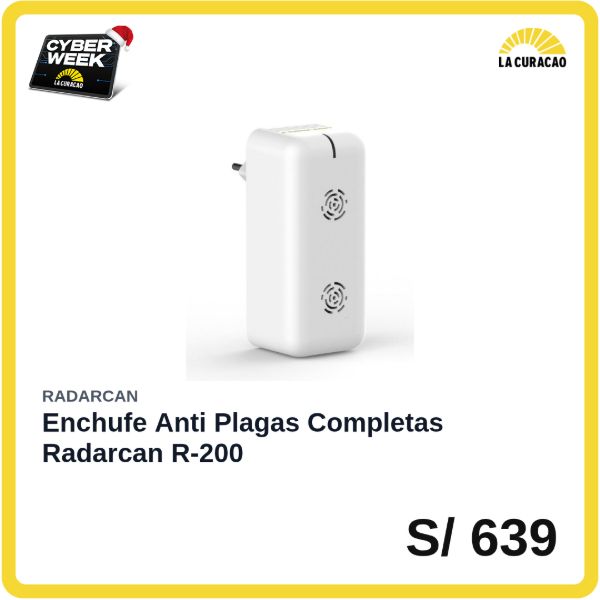 CYBER
WEEK
LA CURACAO
LA CURACAO
RADARCAN
Enchufe Anti Plagas Completas
Radarcan R-200
S/ 639